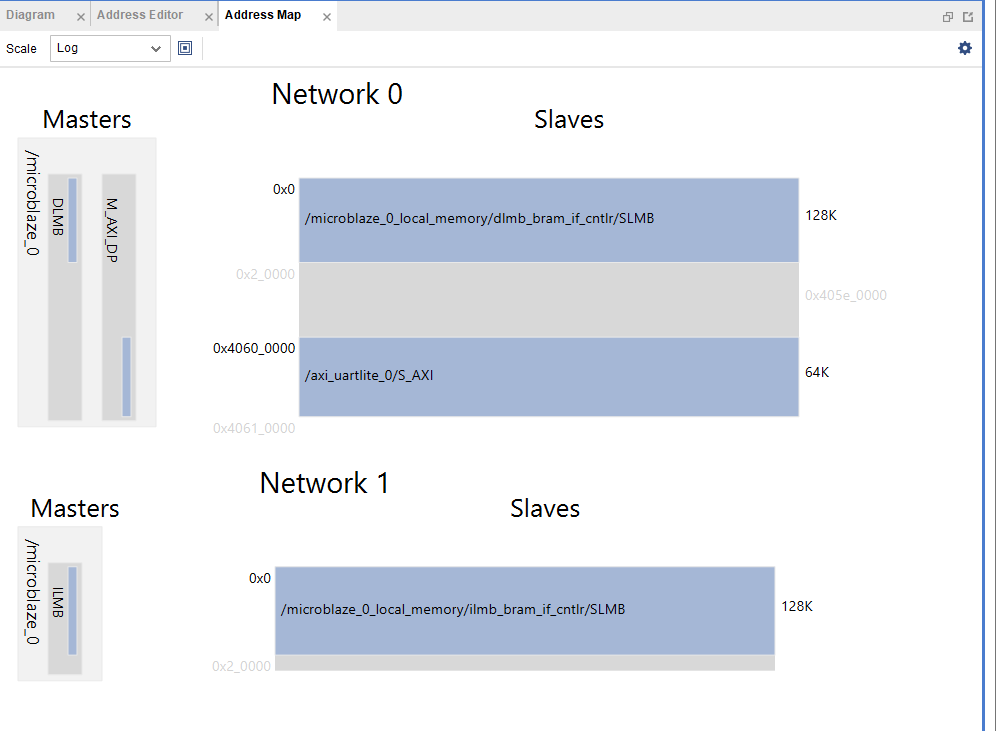 Diagram
Address Editor
Address Map
Scale
Log
Network 0
Masters
Slaves
/microblaze_0
DLMB
M_AXI_DP
0x0
/microblaze_0_local_memory/dlmb_bram_if_cntlr/SLMB
128K
0x2_0000
0x405e_0000
0x4060_0000
/axi_uartlite_0/S_AXI
64K
0x4061_0000
Network 1
Masters
Slaves
/microblaze_0
ILMB
0x0
/microblaze_0_local_memory/ilmb_bram_if_cntlr/SLMB
128K
0x2_0000